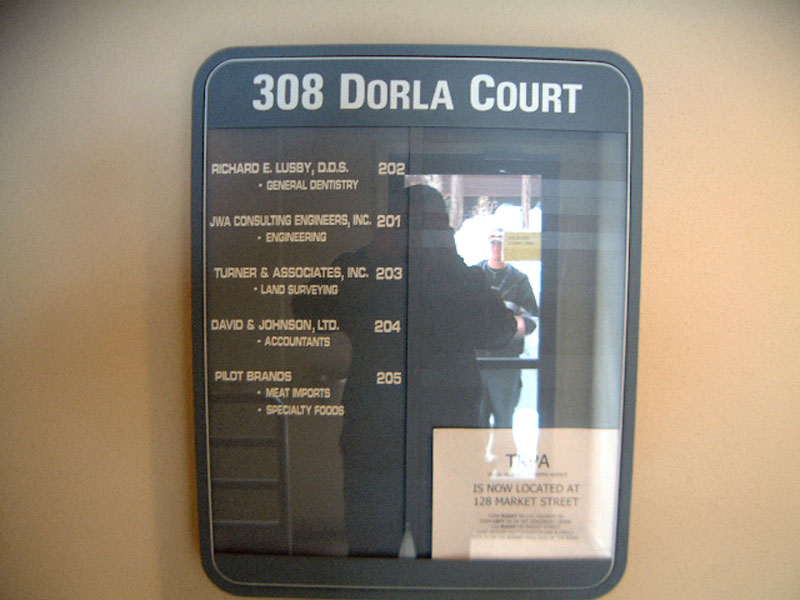 308 DORLA COURT
RICHARD E. LUSBY, D.D.S. 202
• GENERAL DENTISTRY
JWA CONSULTING ENGINEERS, INC. 201
• ENGINEERING
TURNER & ASSOCIATES, INC. 203
• LAND SURVEYING
DAVID & JOHNSON, LTD. 204
• ACCOUNTANTS
PILOT BRANDS 205
• MEAT IMPORTS
• SPECIALTY FOODS
TRPA
IS NOW LOCATED AT
128 MARKET STREET